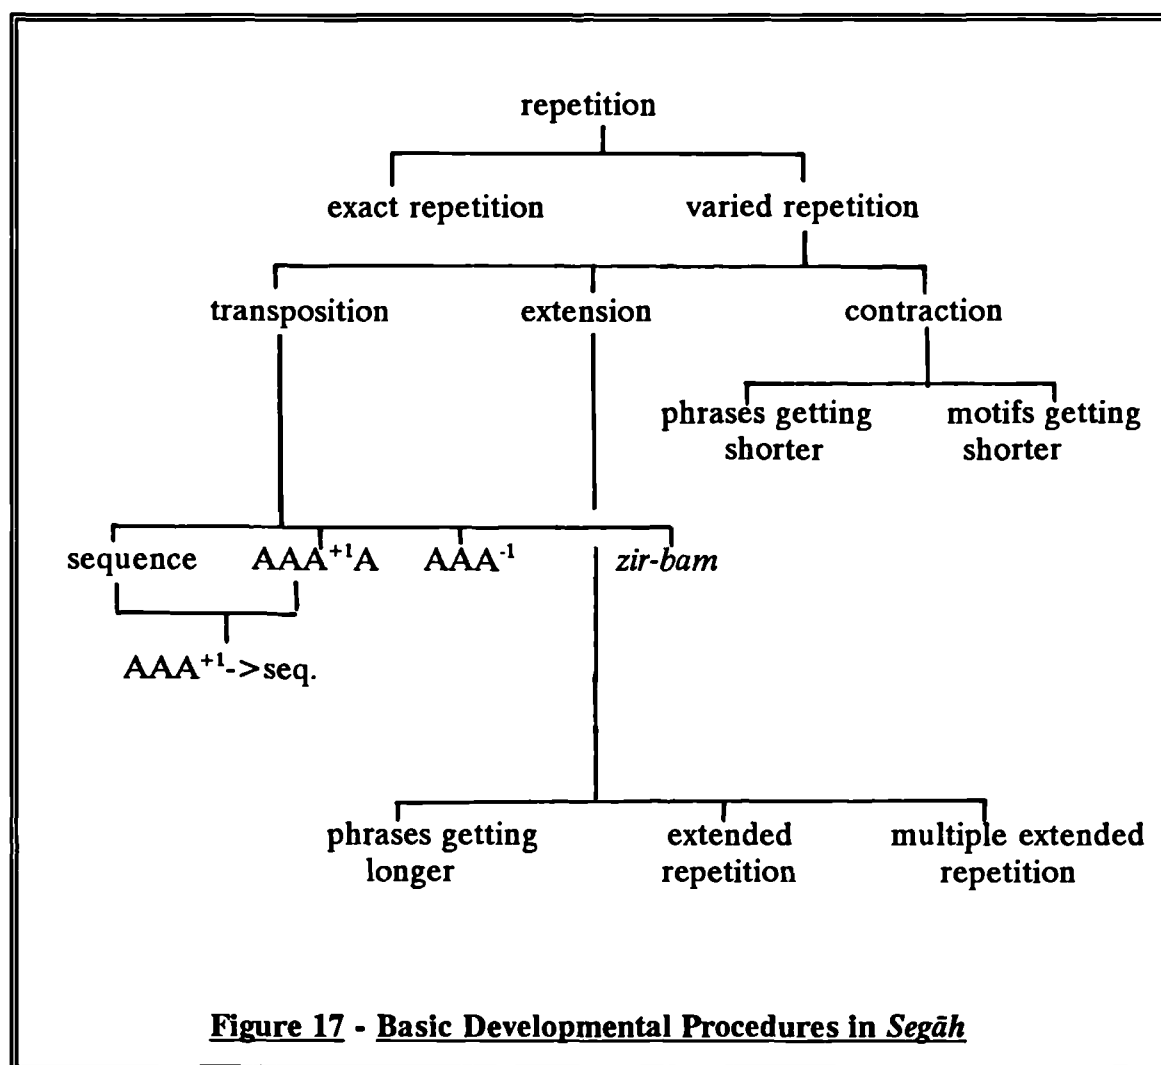 repetition
exact repetition varied repetition
transposition extension contraction
phrases getting shorter
motifs getting shorter
sequence AAA⁺¹A AAA⁻¹ zir-bam
AAA⁺¹->seq.
phrases getting longer
extended repetition
multiple extended repetition
Figure 17 - Basic Developmental Procedures in Segāh